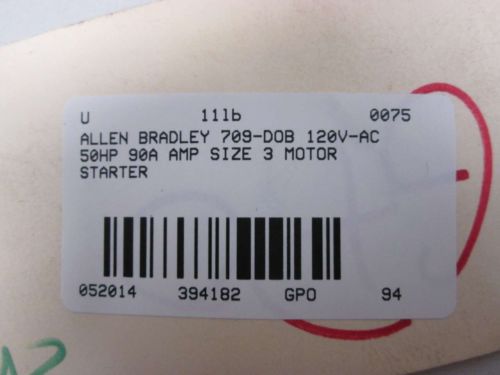 U 11lb 0075
ALLEN BRADLEY 709-DOB 120V-AC
50HP 90A AMP SIZE 3 MOTOR
STARTER
052014 394182 GPO 94